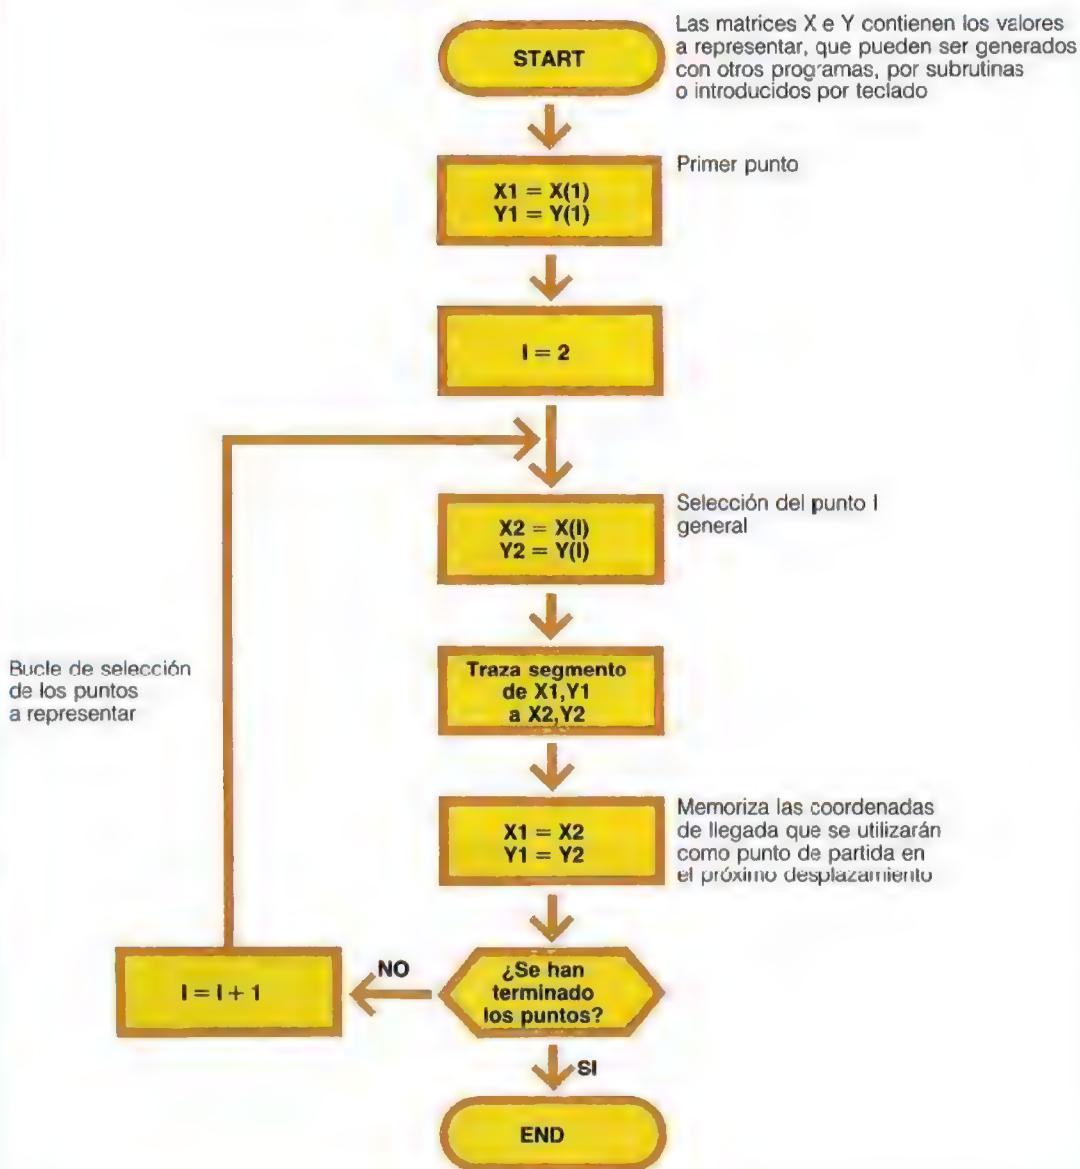 START
Las matrices X e Y contienen los valores
a representar, que pueden ser generados
con otros programas, por subrutinas
o introducidos por teclado
X1 = X(1)
Y1 = Y(1)
Primer punto
I = 2
X2 = X(I)
Y2 = Y(I)
Selección del punto I
general
Bucle de selección
de los puntos
a representar
Traza segmento
de X1,Y1
a X2,Y2
X1 = X2
Y1 = Y2
Memoriza las coordenadas
de llegada que se utilizarán
como punto de partida en
el próximo desplazamiento
¿Se han
terminado
los puntos?
NO
I = I + 1
SI
END